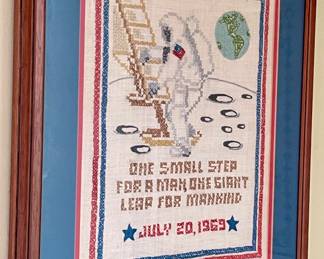 ONE SMALL STEP
FOR A MAN, ONE GIANT
LEAP FOR MANKIND
JULY 20, 1969